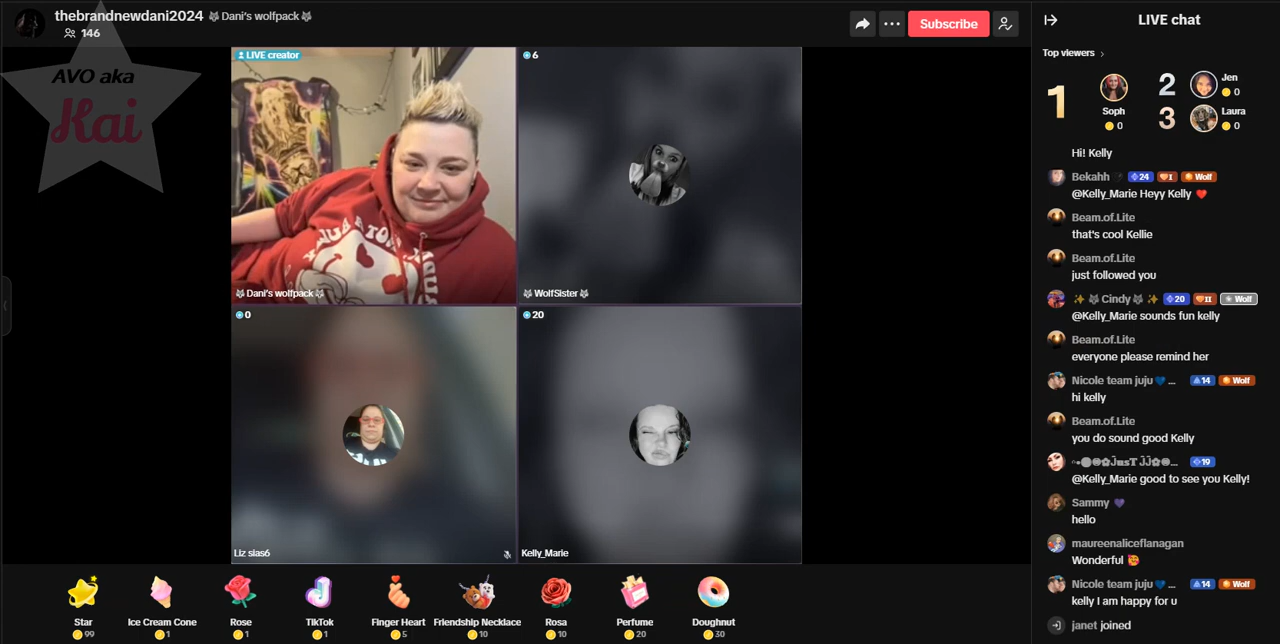 thebrandnewdani2024 🐺Dani's wolfpack🐺
146
Subscribe
AVO aka
Kai
LIVE creator
🐺Dani's wolfpack🐺
6
🐺WolfSister🐺
0
Liz slas6
20
Kelly_Marie
Star
99
Ice Cream Cone
1
Rose
1
TikTok
1
Finger Heart
5
Friendship Necklace
10
Rosa
10
Perfume
20
Doughnut
30
LIVE chat
Top viewers
1
Soph
0
2
Jen
0
3
Laura
0
Hi! Kelly
Bekahh 24 I Wolf
@Kelly_Marie Heyy Kelly ❤️
Beam.of.Lite
that's cool Kellie
Beam.of.Lite
just followed you
✨🐺Cindy🐺✨ 20 II Wolf
@Kelly_Marie sounds fun kelly
Beam.of.Lite
everyone please remind her
Nicole team juju💙... 14 Wolf
hi kelly
Beam.of.Lite
you do sound good Kelly
JusT JJ 19
@Kelly_Marie good to see you Kelly!
Sammy 💜
hello
maureenaliceflanagan
Wonderful 🥰
Nicole team juju💙... 14 Wolf
kelly I am happy for u
janet joined